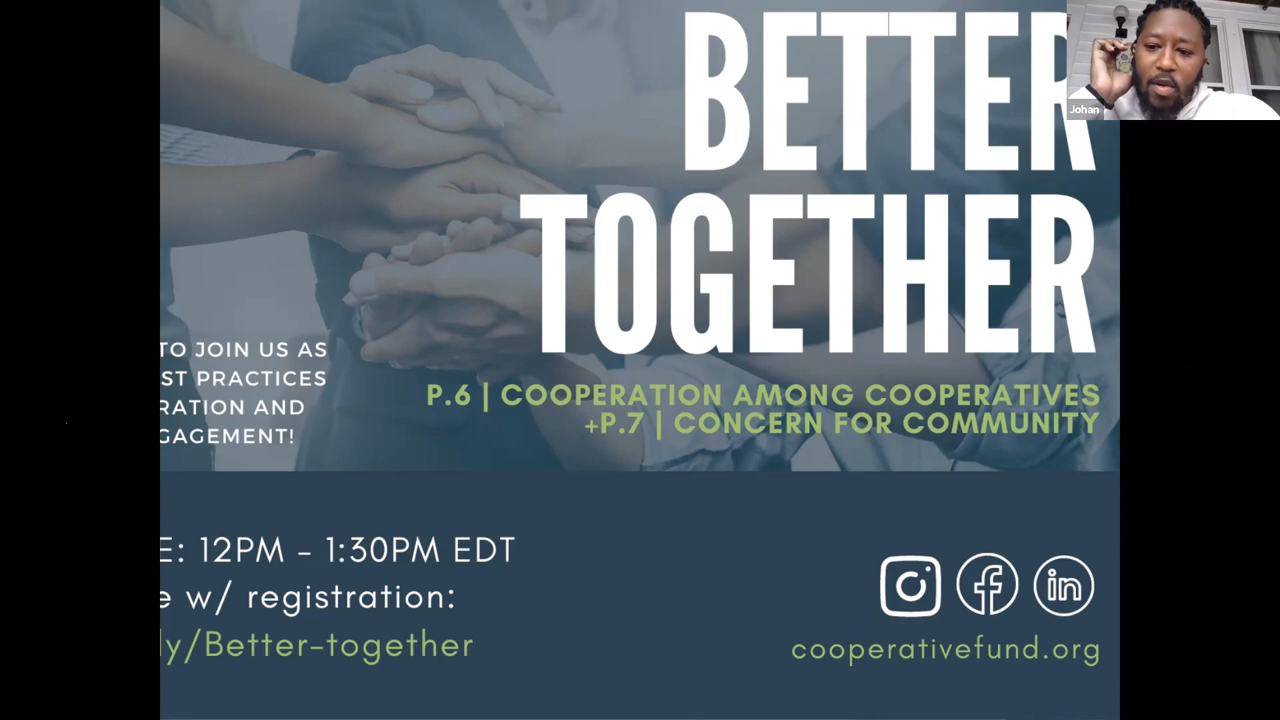 BETTER
TOGETHER
Johan
TO JOIN US AS
ST PRACTICES
RATION AND
GAGEMENT!
P.6 | COOPERATION AMONG COOPERATIVES
+P.7 | CONCERN FOR COMMUNITY
E: 12PM - 1:30PM EDT
e w/ registration:
ly/Better-together
in
cooperativefund.org